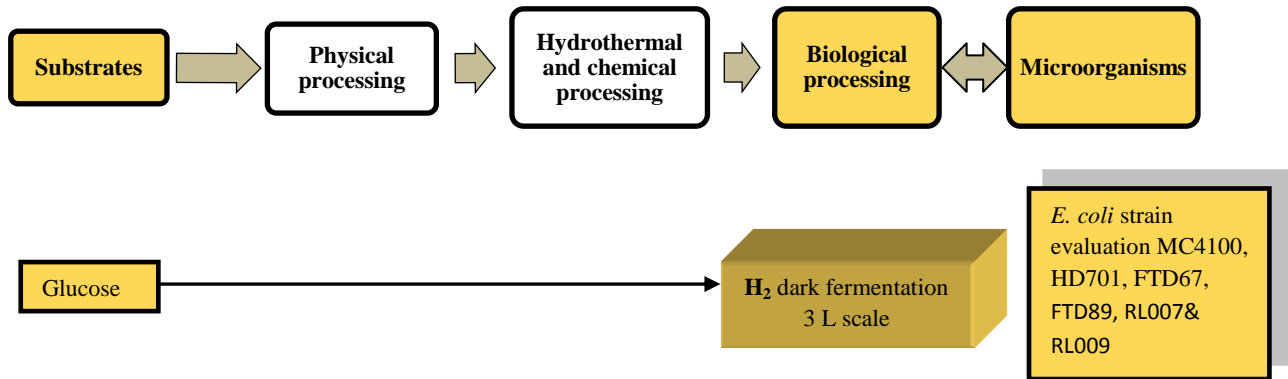 Substrates
Physical
processing
Hydrothermal
and chemical
processing
Biological
processing
Microorganisms
Glucose
H₂ dark fermentation
3 L scale
E. coli strain
evaluation MC4100,
HD701, FTD67,
FTD89, RL007&
RL009